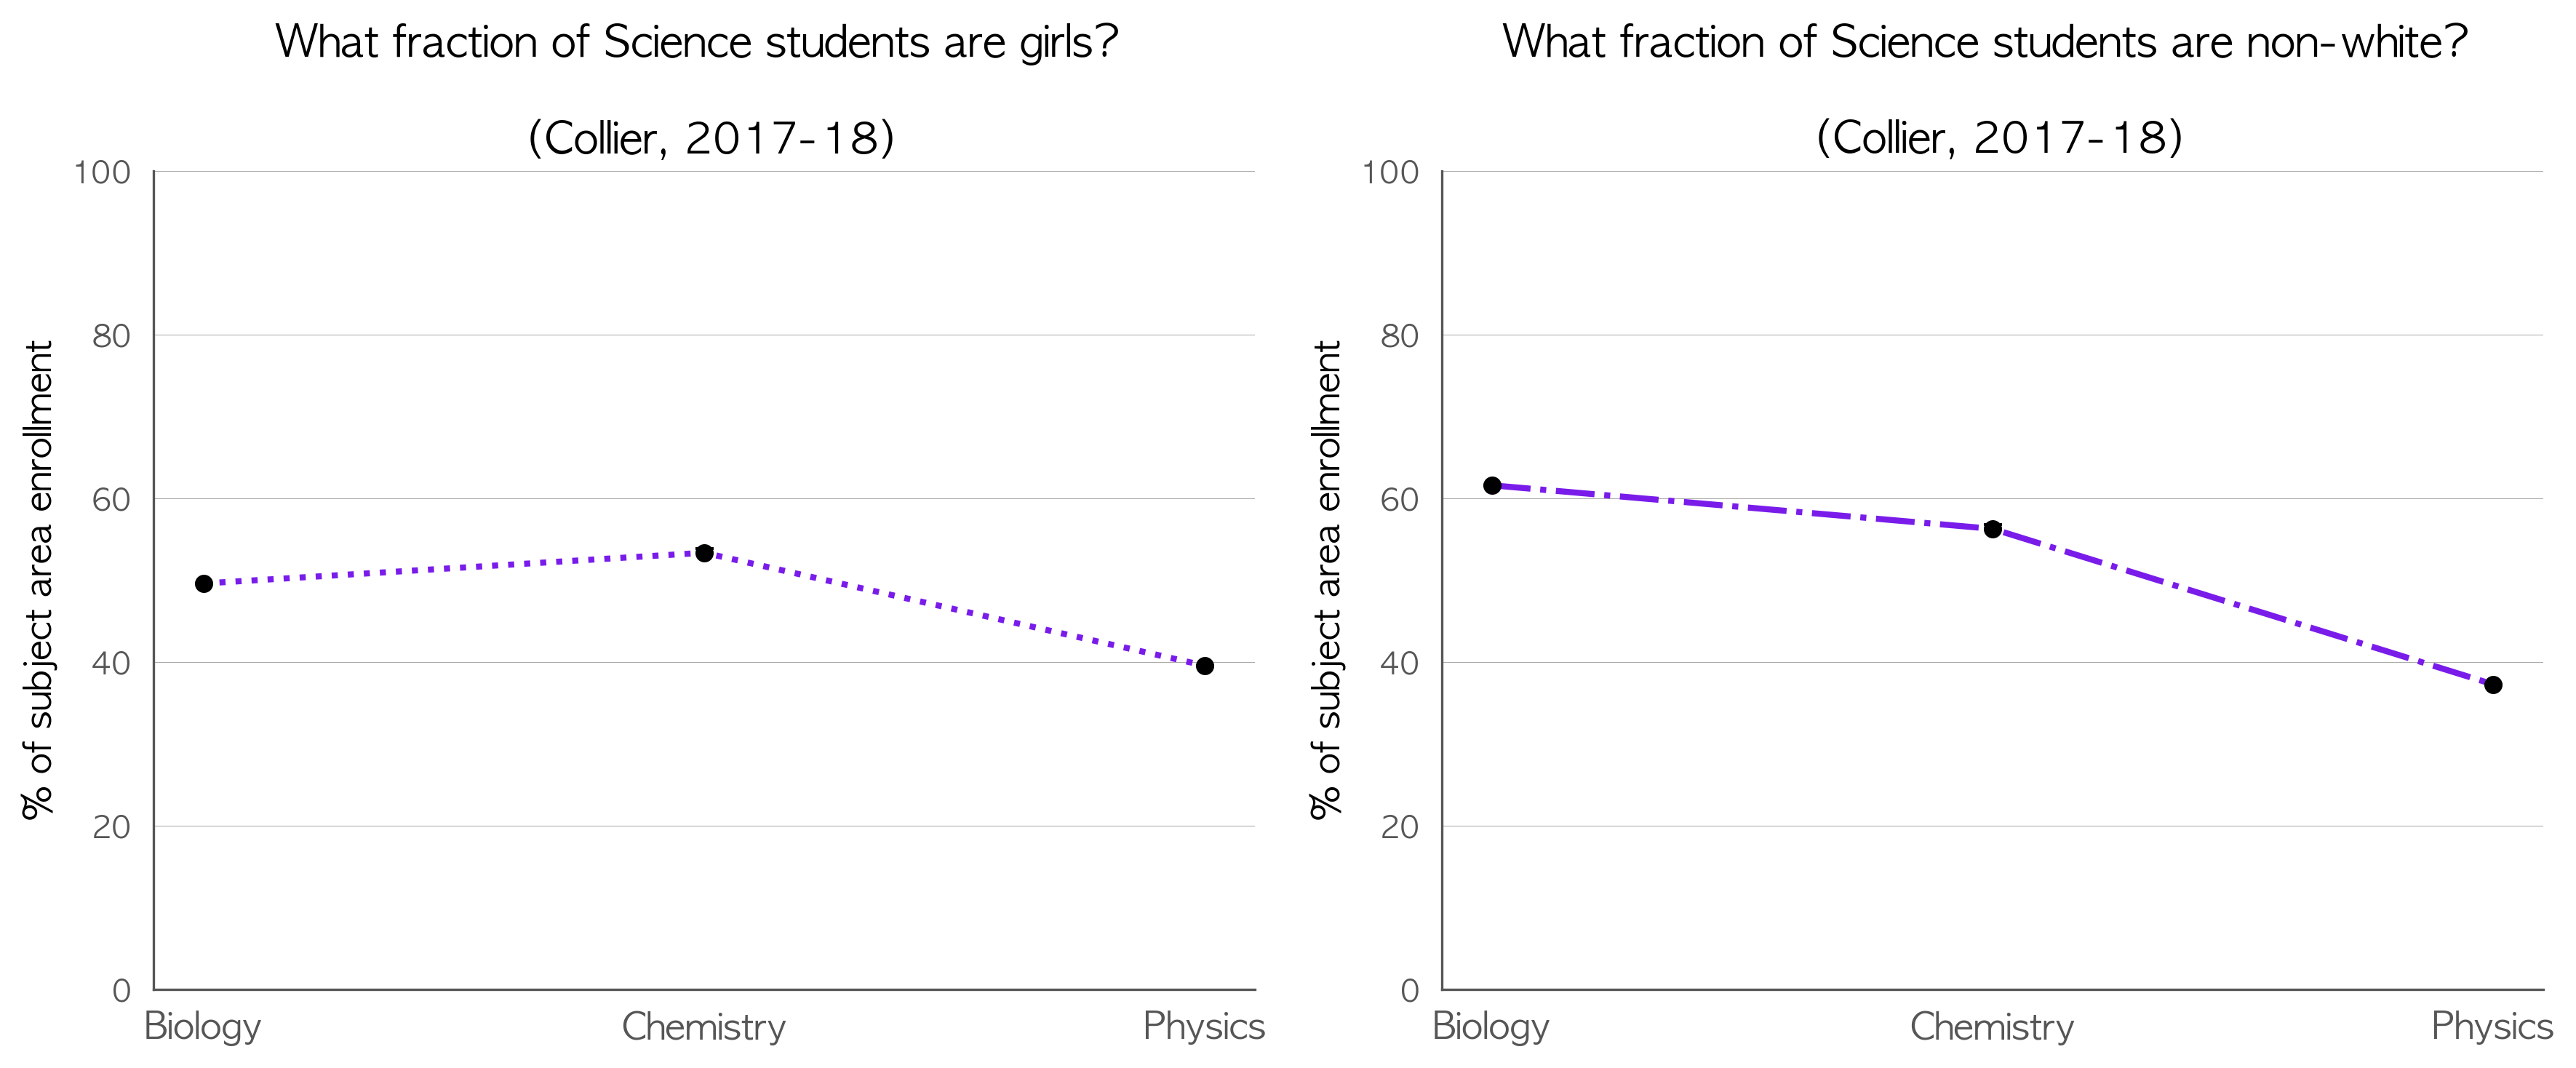 What fraction of Science students are girls?
(Collier, 2017-18)
% of subject area enrollment
100
80
60
40
20
0
Biology
Chemistry
Physics
What fraction of Science students are non-white?
(Collier, 2017-18)
% of subject area enrollment
100
80
60
40
20
0
Biology
Chemistry
Physics